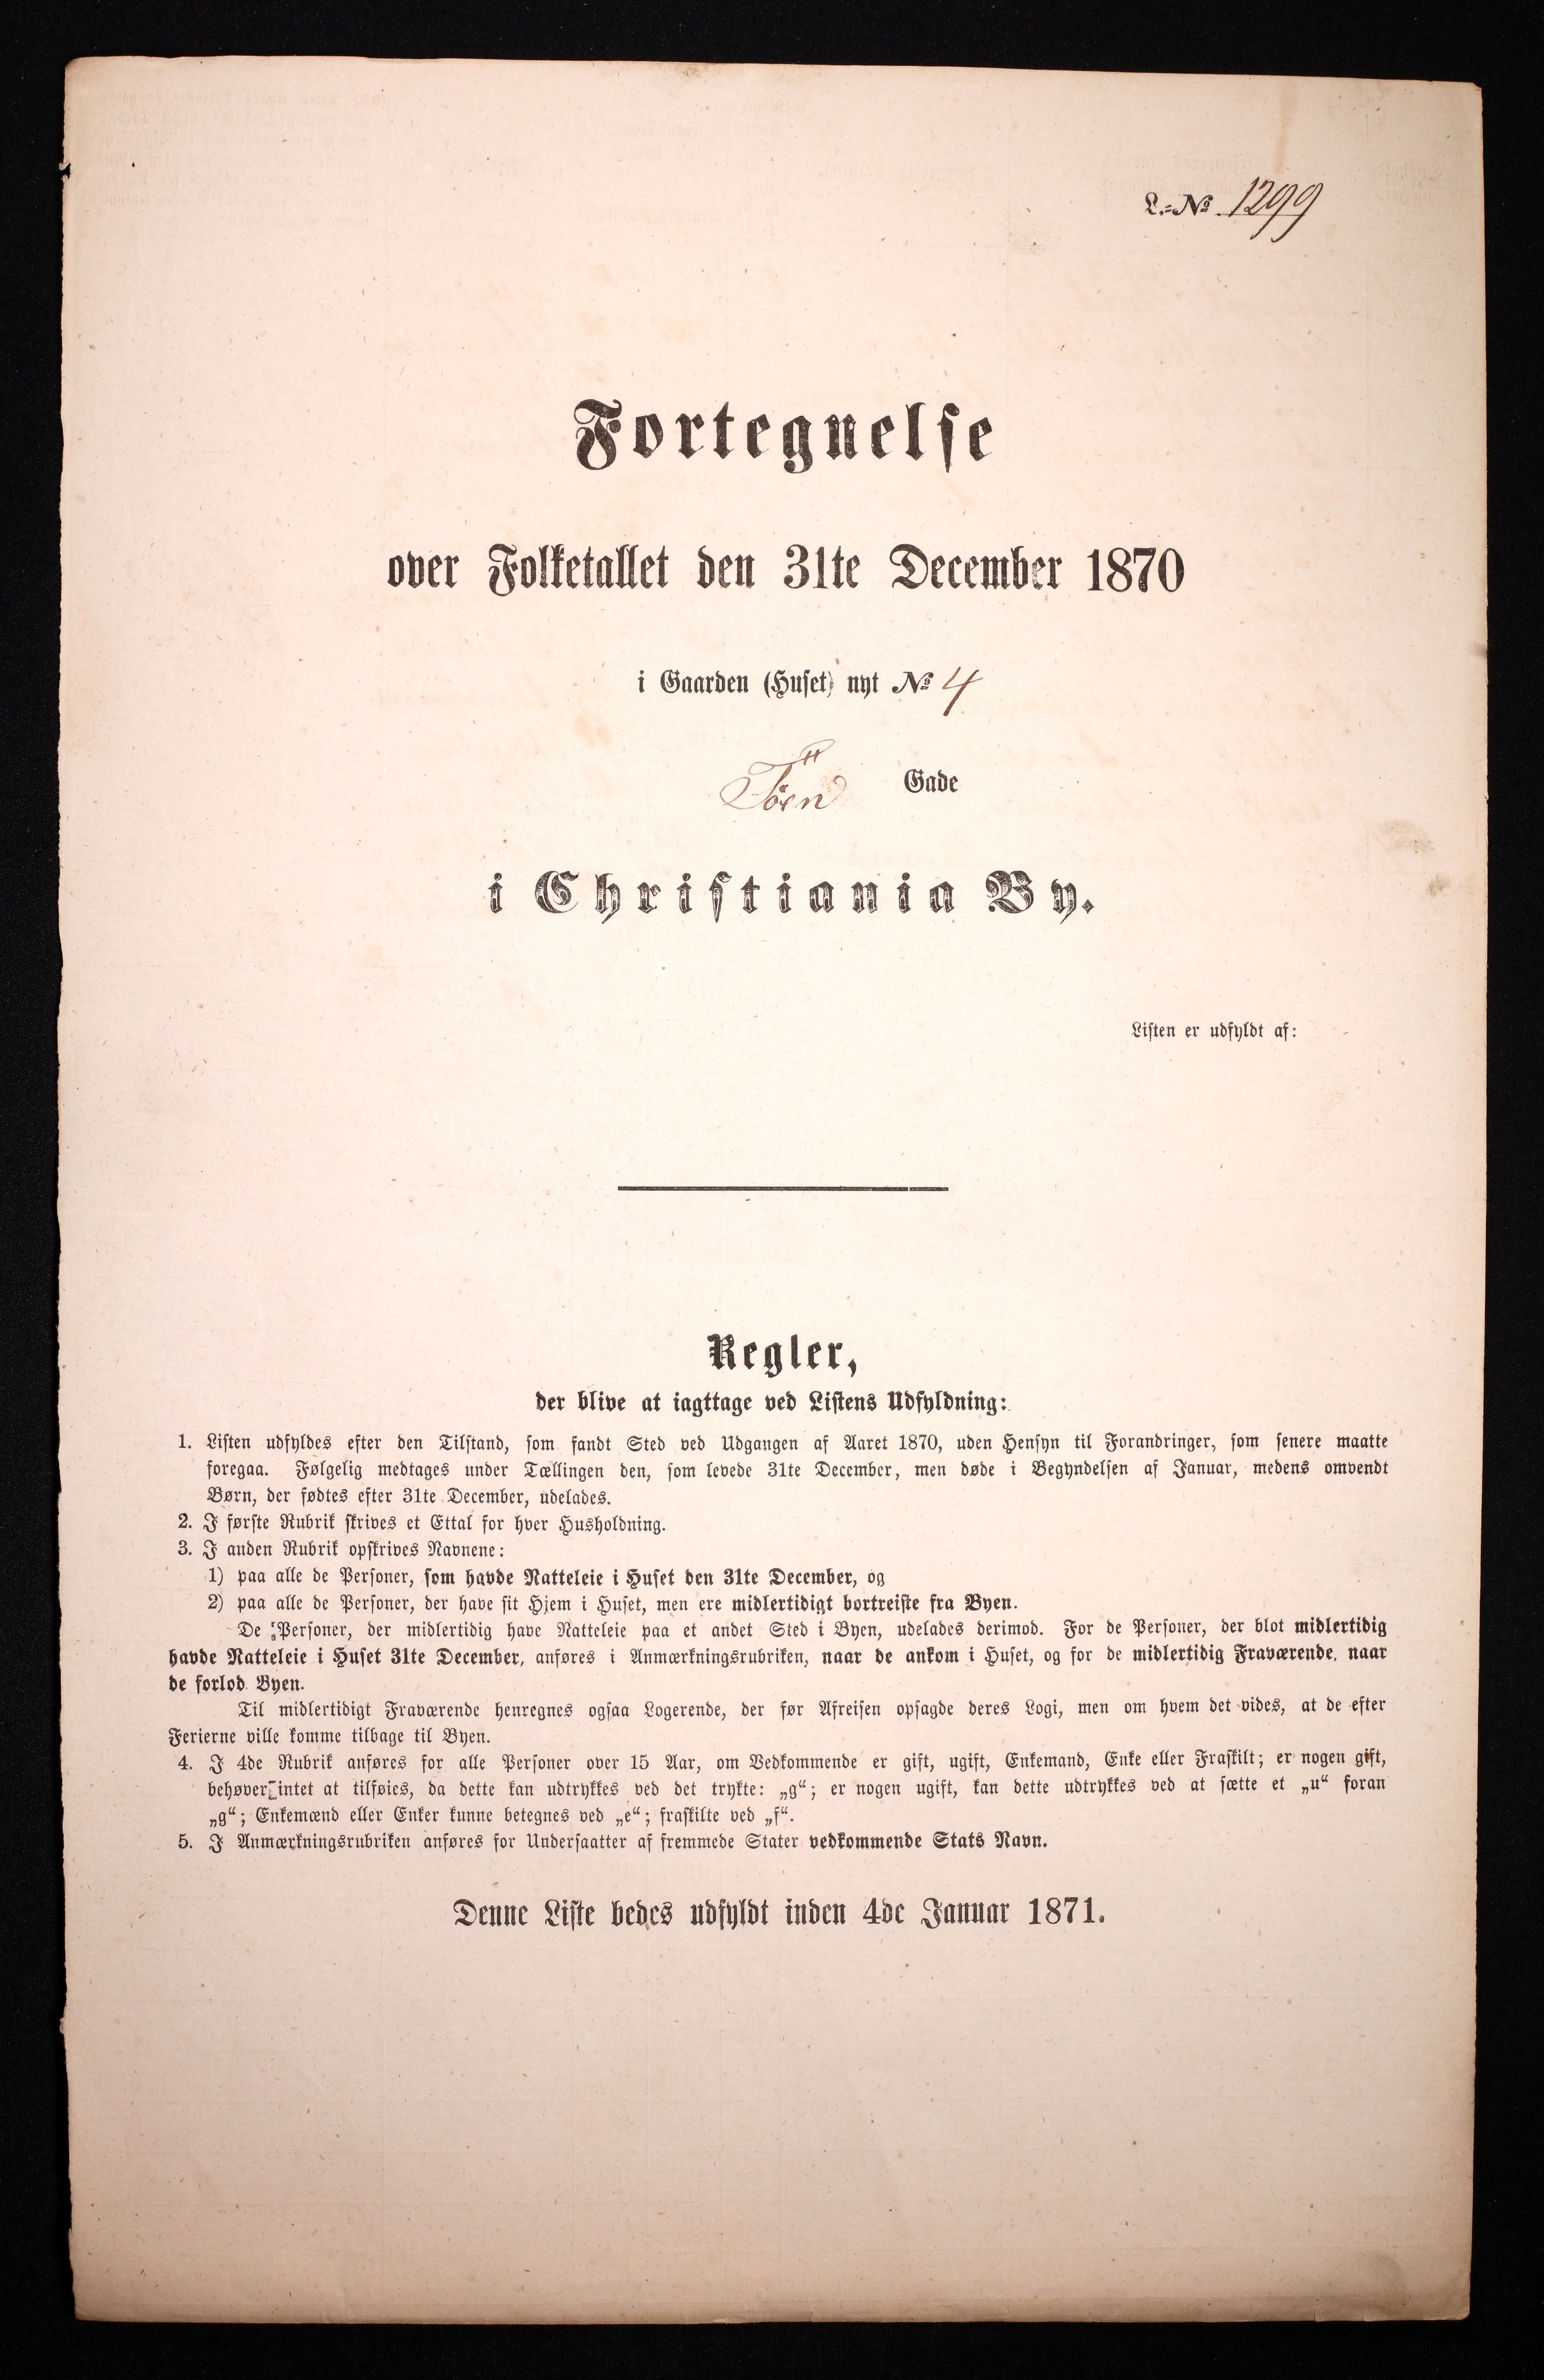 L.-№ 1299
Fortegnelse
over Folketallet den 31te December 1870
i Gaarden (Huset) nyt № 4
Töien Gade
i Christiania By.
Listen er udfyldt af:
Regler,
der blive at iagttage ved Listens Udfyldning:
1. Listen udfyldes efter den Tilstand, som fandt Sted ved Udgangen af Aaret 1870, uden Hensyn til Forandringer, som senere maatte
foregaa. Følgelig medtages under Tællingen den, som levede 31te December, men døde i Begyndelsen af Januar, medens omvendt
Børn, der fødtes efter 31te December, udelades.
2. I første Rubrik skrives et Ettal for hver Husholdning.
3. I anden Rubrik opskrives Navnene:
1) paa alle de Personer, som havde Natteleie i Huset den 31te December, og
2) paa alle de Personer, der have sit Hjem i Huset, men ere midlertidigt bortreiste fra Byen.
De Personer, der midlertidig have Natteleie paa et andet Sted i Byen, udelades derimod. For de Personer, der blot midlertidig
havde Natteleie i Huset 31te December, anføres i Anmærkningsrubriken, naar de ankom i Huset, og for de midlertidig Fraværende, naar
de forlod Byen.
Til midlertidigt Fraværende henregnes ogsaa Logerende, der før Afreisen opsagde deres Logi, men om hvem det vides, at de efter
Ferierne ville komme tilbage til Byen.
4. I 4de Rubrik anføres for alle Personer over 15 Aar, om Vedkommende er gift, ugift, Enkemand, Enke eller Fraskilt; er nogen gift,
behøver intet at tilføies, da dette kan udtrykkes ved det trykte: „g“; er nogen ugift, kan dette udtrykkes ved at sætte et „u“ foran
„g“; Enkemænd eller Enker kunne betegnes ved „e“; fraskilte ved „f“.
5. I Anmærkningsrubriken anføres for Undersaatter af fremmede Stater vedkommende Stats Navn.
Denne Liste bedes udfyldt inden 4de Januar 1871.